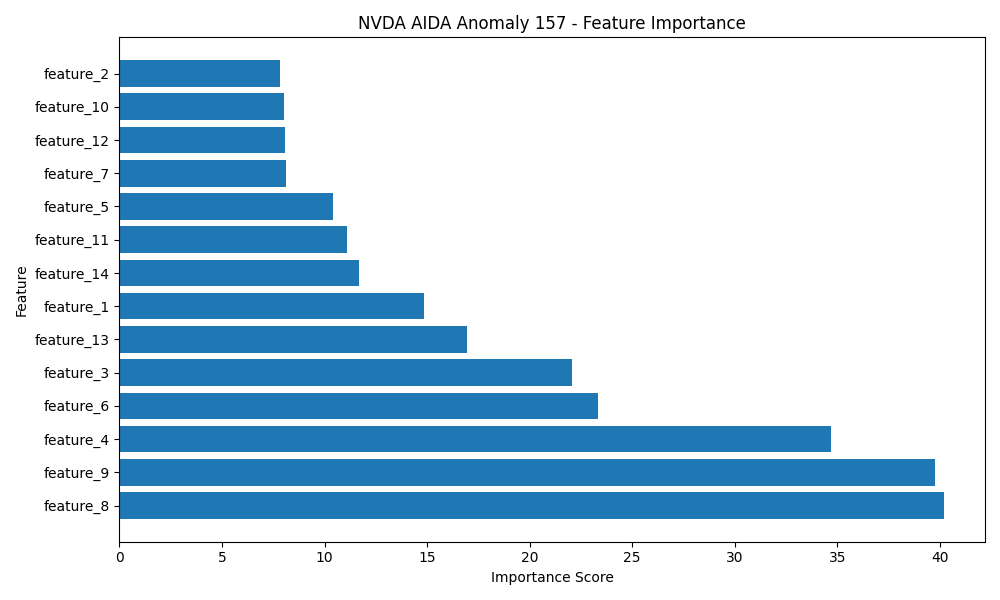 NVDA AIDA Anomaly 157 - Feature Importance
feature_2
feature_10
feature_12
feature_7
feature_5
feature_11
feature_14
feature_1
feature_13
feature_3
feature_6
feature_4
feature_9
feature_8
Feature
0 5 10 15 20 25 30 35 40
Importance Score